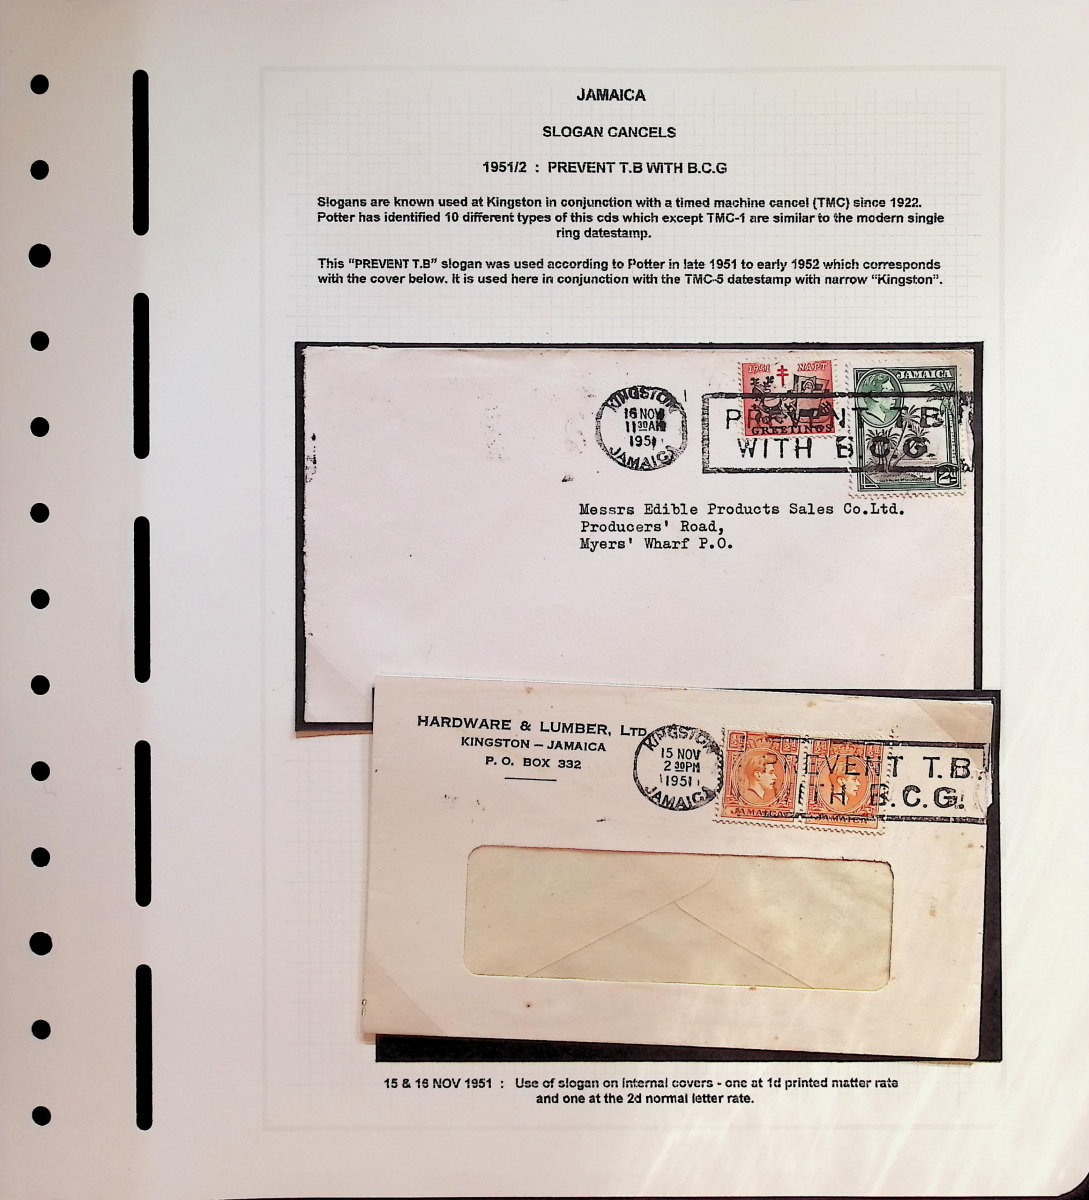 JAMAICA
SLOGAN CANCELS
1951/2 : PREVENT T.B WITH B.C.G
Slogans are known used at Kingston in conjunction with a timed machine cancel (TMC) since 1922.
Potter has identified 10 different types of this cds which except TMC-1 are similar to the modern single
ring datestamp.
This "PREVENT T.B" slogan was used according to Potter in late 1951 to early 1952 which corresponds
with the cover below. It is used here in conjunction with the TMC-5 datestamp with narrow "Kingston".
KINGSTON
16 NOV
11 30 AM
1951
JAMAICA
1951 NAPT
GREETINGS
JAMAICA
2D
PREVENT T.B.
WITH B.C.G.
Messrs Edible Products Sales Co.Ltd.
Producers' Road,
Myers' Wharf P.O.
HARDWARE & LUMBER, LTD
KINGSTON – JAMAICA
P. O. BOX 332
KINGSTON
15 NOV
2 30 PM
1951
JAMAICA
JAMAICA
JAMAICA
PREVENT T.B.
WITH B.C.G.
15 & 16 NOV 1951 : Use of slogan on internal covers - one at 1d printed matter rate
and one at the 2d normal letter rate.